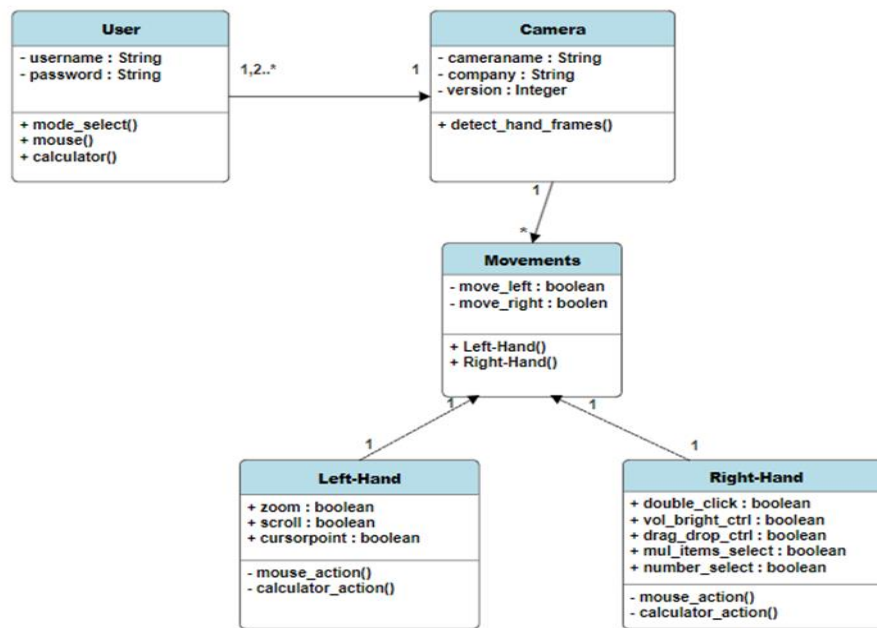 User
- username : String
- password : String
+ mode_select()
+ mouse()
+ calculator()
1,2..*
1
Camera
- cameraname : String
- company : String
- version : Integer
+ detect_hand_frames()
1
*
Movements
- move_left : boolean
- move_right : boolen
+ Left-Hand()
+ Right-Hand()
1
1
1
1
Left-Hand
+ zoom : boolean
+ scroll : boolean
+ cursorpoint : boolean
- mouse_action()
- calculator_action()
Right-Hand
+ double_click : boolean
+ vol_bright_ctrl : boolean
+ drag_drop_ctrl : boolean
+ mul_items_select : boolean
+ number_select : boolean
- mouse_action()
- calculator_action()